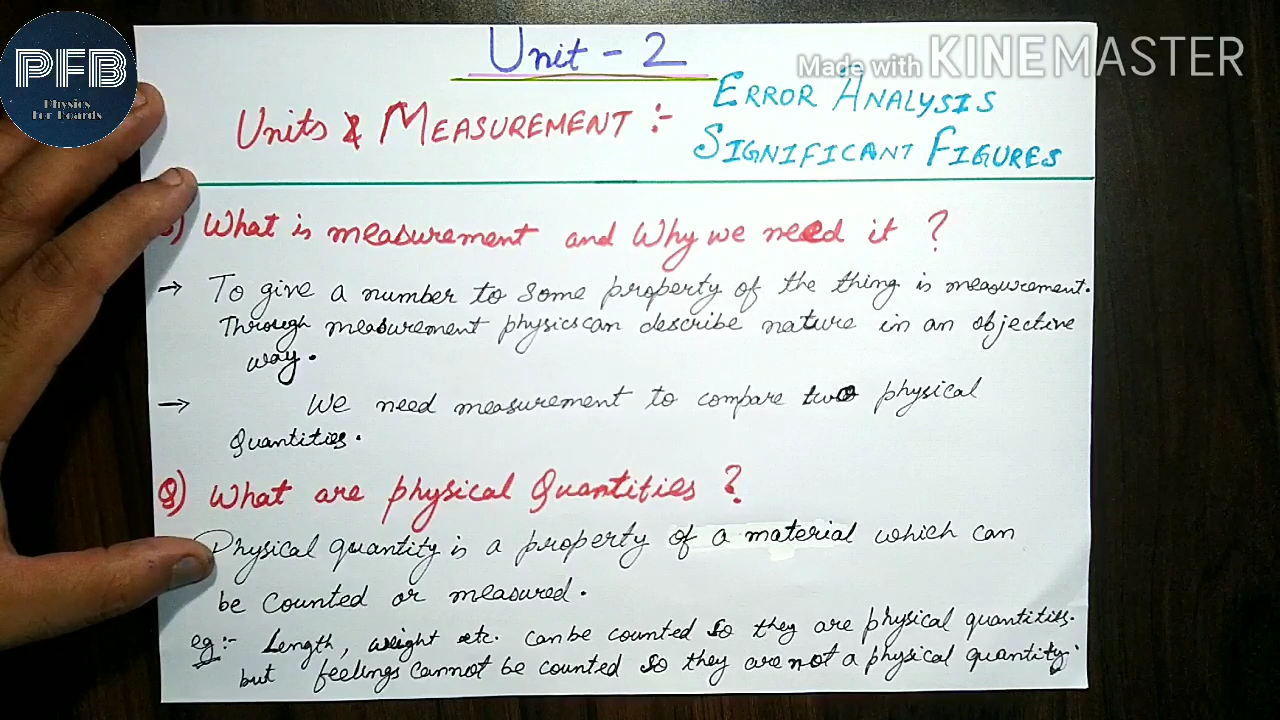 PFB
Physics
For Boards
Made with KINEMASTER
Unit - 2
Units & MEASUREMENT :-
ERROR ANALYSIS
SIGNIFICANT FIGURES
) What is measurement and Why we need it ?
→ To give a number to some property of the thing is measurement.
Through measurement physics can describe nature in an objective
way.
→ We need measurement to compare two physical
Quantities.
Q) What are physical Quantities ?
Physical quantity is a property of a material which can
be counted or measured.
eg:- Length, weight etc. can be counted so they are physical quantities.
but feelings cannot be counted so they are not a physical quantity.